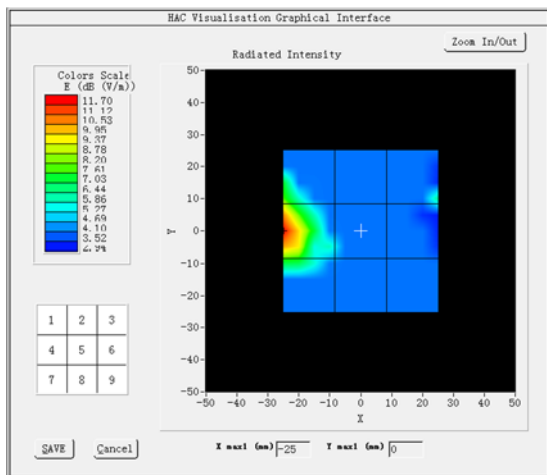 HAC Visualisation Graphical Interface
Zoom In/Out
Radiated Intensity
Colors Scale
E (dB (V/m))
11.70
11.12
10.53
9.95
9.37
8.78
8.20
7.61
7.03
6.44
5.86
5.27
4.69
4.10
3.52
2.94
50-
40-
30-
20-
10-
Y 0-
-10-
-20-
-30-
-40-
-50-
-50 -40 -30 -20 -10 0 10 20 30 40 50
X
1 2 3
4 5 6
7 8 9
SAVE Cancel
X max1 (mm) -25 Y max1 (mm) 0